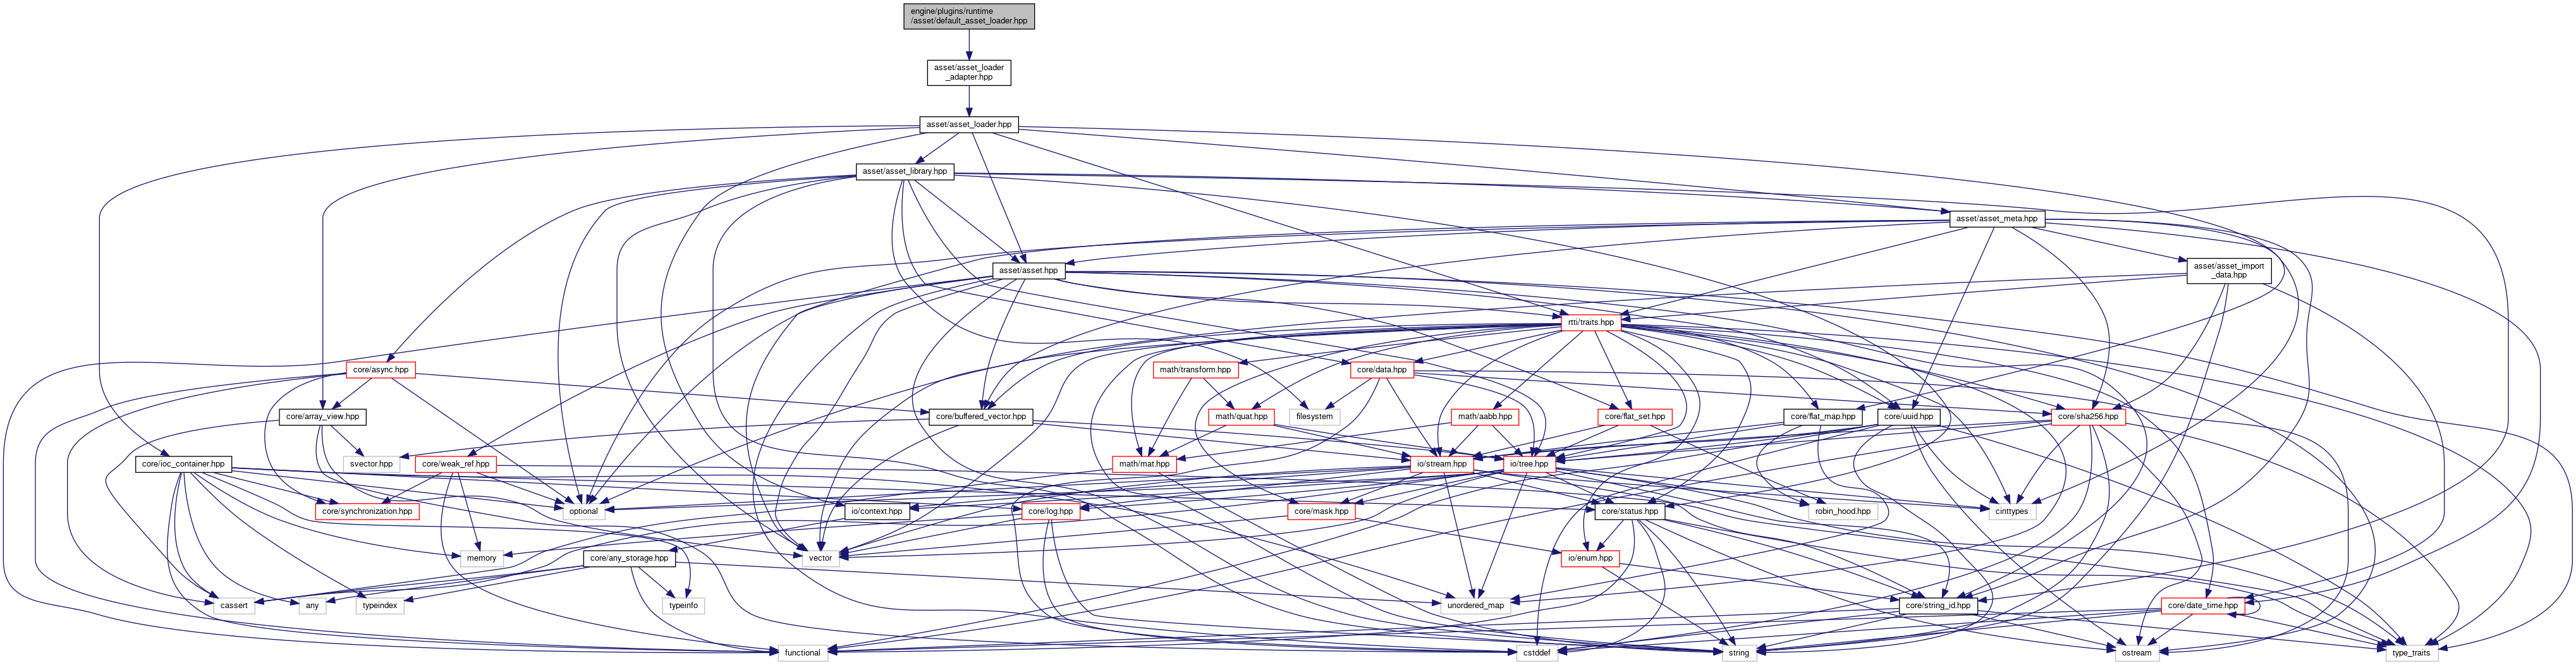 engine/plugins/runtime
/asset/default_asset_loader.hpp
asset/asset_loader
_adapter.hpp
asset/asset_loader.hpp
asset/asset_library.hpp
asset/asset_meta.hpp
asset/asset.hpp
asset/asset_import
_data.hpp
rtti/traits.hpp
core/async.hpp
math/transform.hpp
core/data.hpp
core/array_view.hpp
core/buffered_vector.hpp
math/quat.hpp
filesystem
math/aabb.hpp
core/flat_set.hpp
core/flat_map.hpp
core/uuid.hpp
core/sha256.hpp
core/ioc_container.hpp
svector.hpp
core/weak_ref.hpp
math/mat.hpp
io/stream.hpp
io/tree.hpp
core/synchronization.hpp
optional
io/context.hpp
core/log.hpp
core/mask.hpp
core/status.hpp
robin_hood.hpp
cinttypes
memory
core/any_storage.hpp
vector
io/enum.hpp
cassert
any
typeindex
typeinfo
unordered_map
core/string_id.hpp
core/date_time.hpp
functional
cstddef
string
ostream
type_traits